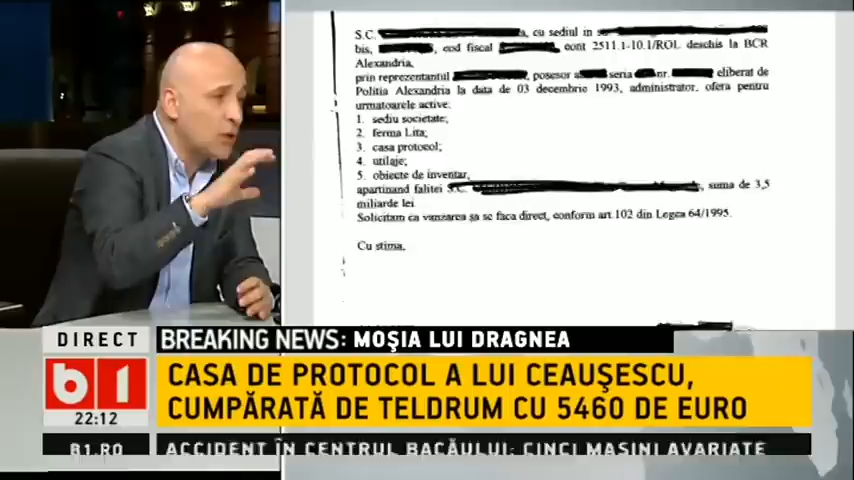 S.C. , cu sediul in
bis, , cod fiscal cont 2511.1-10.1/ROL deschis la BCR
Alexandria,
prin reprezentantul , posesor seria nr. eliberat de
Politia Alexandria la data de 03 decembrie 1993, administrator, ofera pentru
urmatoarele active:
1. sediu societate;
2. ferma Lita;
3. casa protocol;
4. utilaje;
5. obiecte de inventar,
apartinand falitei S.C. , suma de 3,5
miliarde lei.
Solicitam ca vanzarea sa se faca direct, conform art.102 din Legea 64/1995.
Cu stima,
DIRECT
BREAKING NEWS: MOŞIA LUI DRAGNEA
b1
22:12
CASA DE PROTOCOL A LUI CEAUŞESCU,
CUMPĂRATĂ DE TELDRUM CU 5460 DE EURO
B1.RO
ACCIDENT ÎN CENTRUL BACĂULUI: CINCI MAŞINI AVARIATE